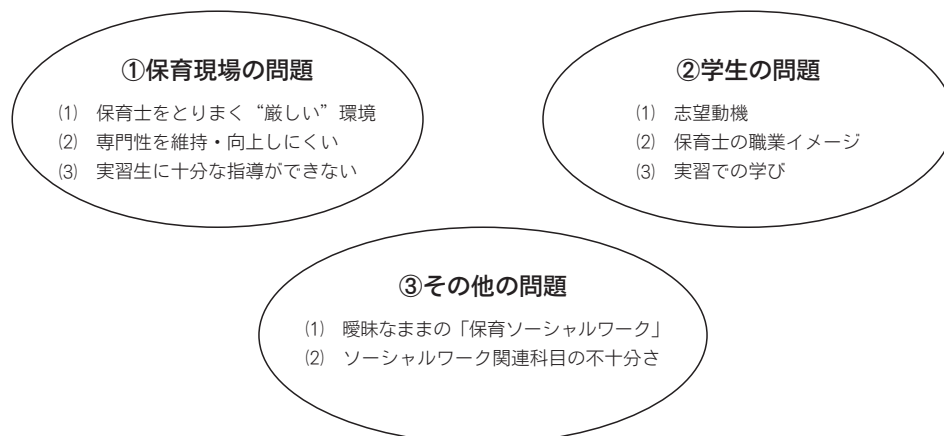 ①保育現場の問題
⑴ 保育士をとりまく“厳しい”環境
⑵ 専門性を維持・向上しにくい
⑶ 実習生に十分な指導ができない
②学生の問題
⑴ 志望動機
⑵ 保育士の職業イメージ
⑶ 実習での学び
③その他の問題
⑴ 曖昧なままの「保育ソーシャルワーク」
⑵ ソーシャルワーク関連科目の不十分さ